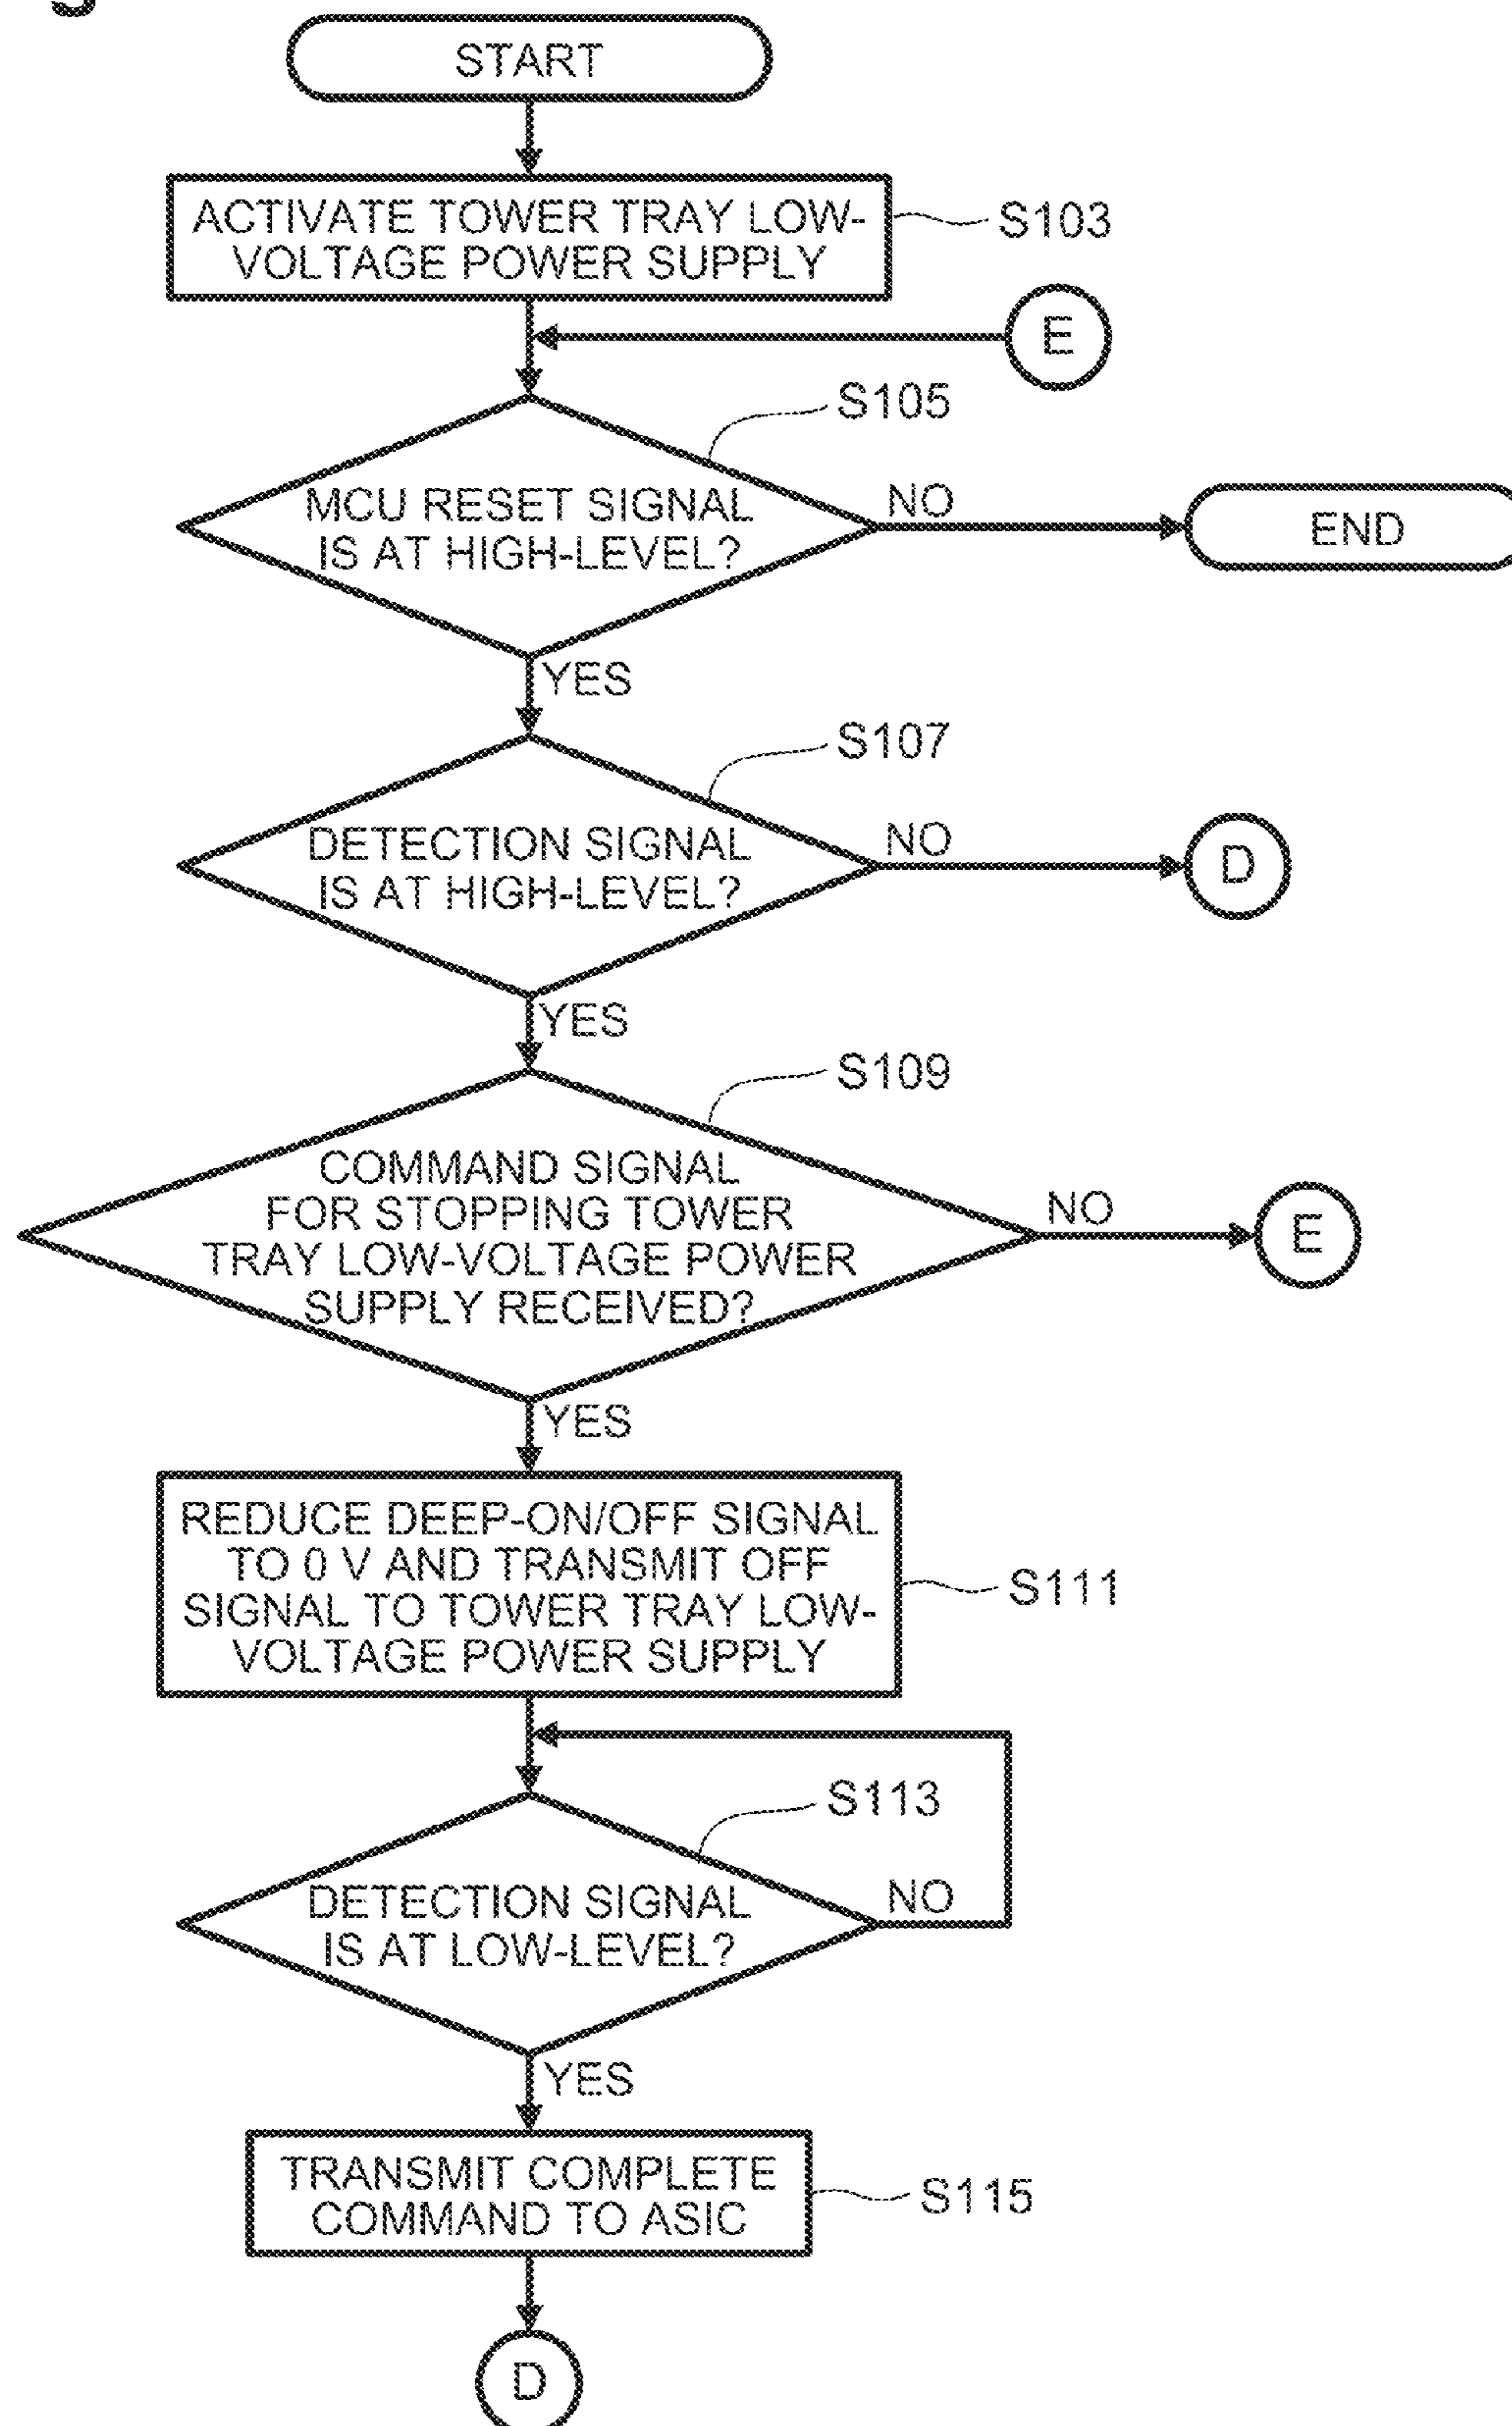 START
ACTIVATE TOWER TRAY LOW-
VOLTAGE POWER SUPPLY
S103
E
S105
MCU RESET SIGNAL
IS AT HIGH-LEVEL?
NO
END
YES
S107
DETECTION SIGNAL
IS AT HIGH-LEVEL?
NO
D
YES
S109
COMMAND SIGNAL
FOR STOPPING TOWER
TRAY LOW-VOLTAGE POWER
SUPPLY RECEIVED?
NO
E
YES
REDUCE DEEP-ON/OFF SIGNAL
TO 0 V AND TRANSMIT OFF
SIGNAL TO TOWER TRAY LOW-
VOLTAGE POWER SUPPLY
S111
S113
DETECTION SIGNAL
IS AT LOW-LEVEL?
NO
YES
TRANSMIT COMPLETE
COMMAND TO ASIC
S115
D